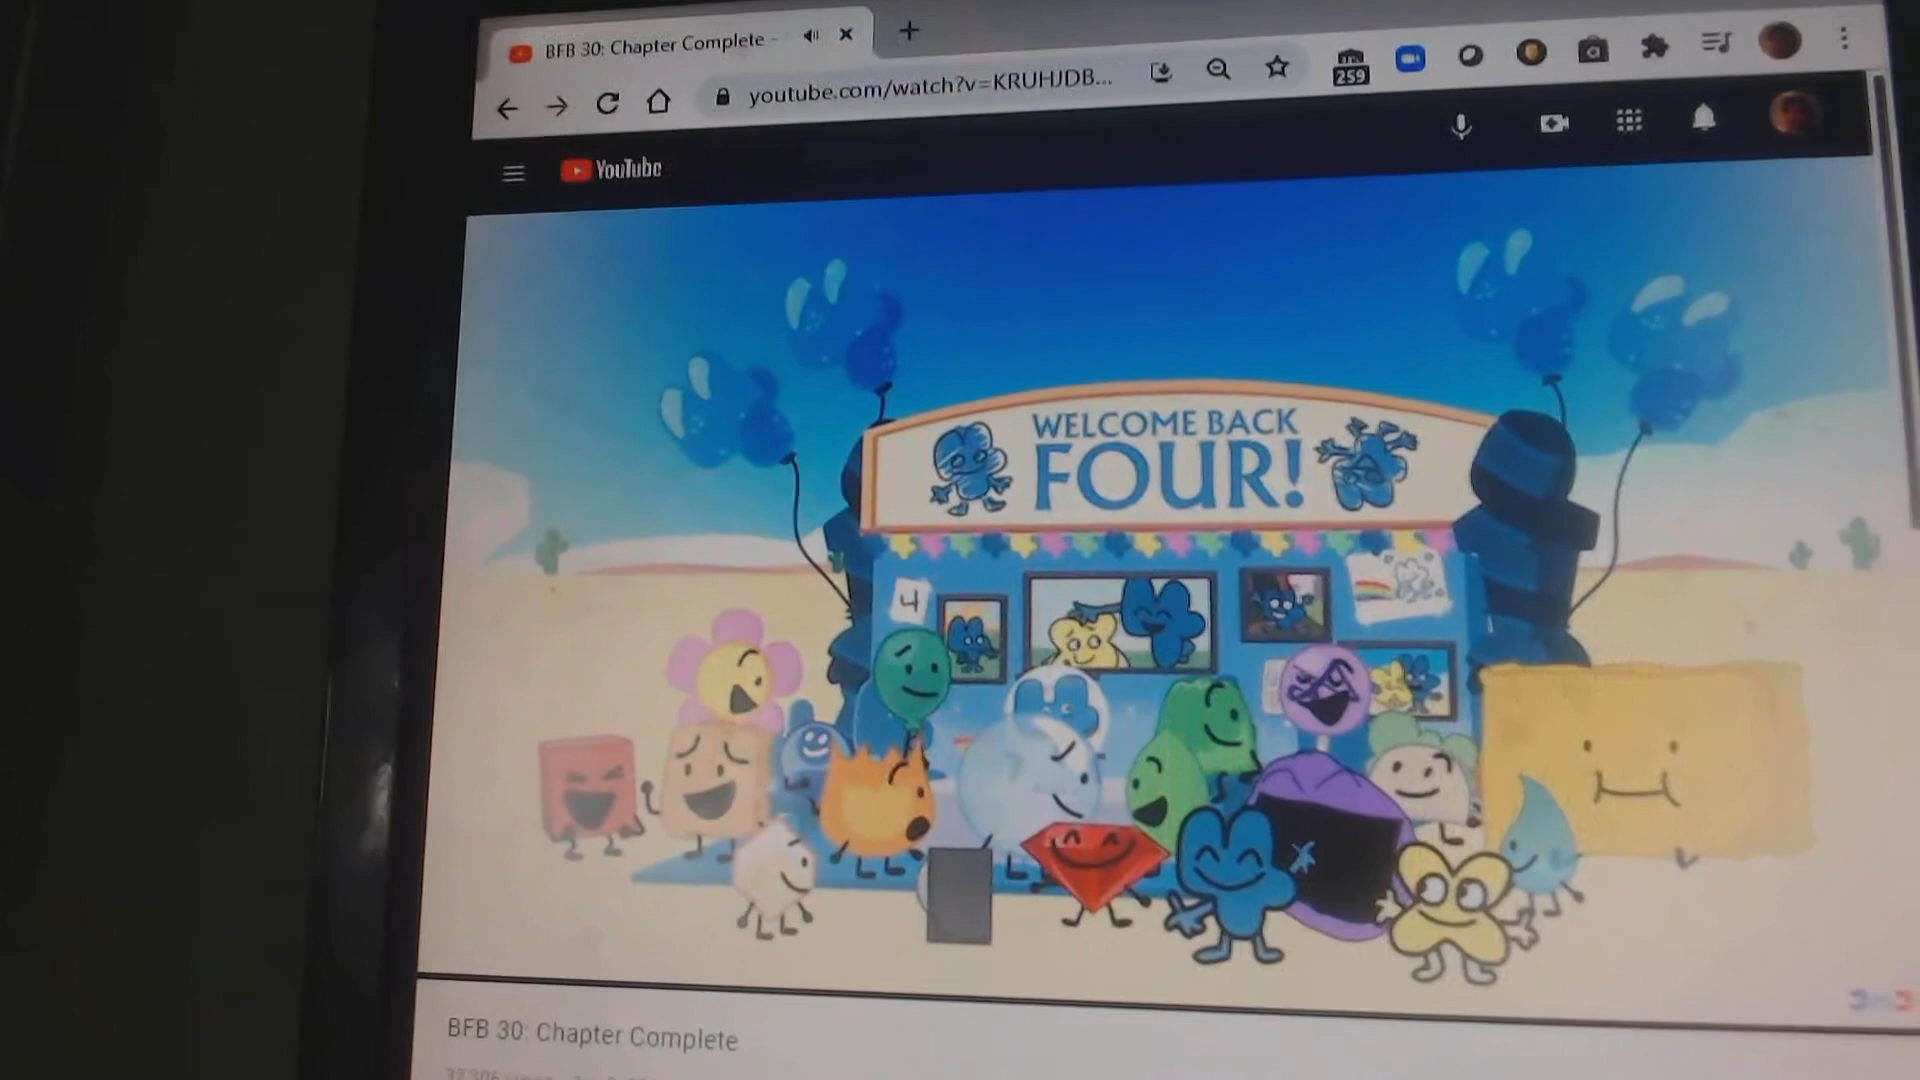 BFB 30: Chapter Complete -
youtube.com/watch?v=KRUHJDB...
259
YouTube
WELCOME BACK
FOUR!
4
BFB 30: Chapter Complete